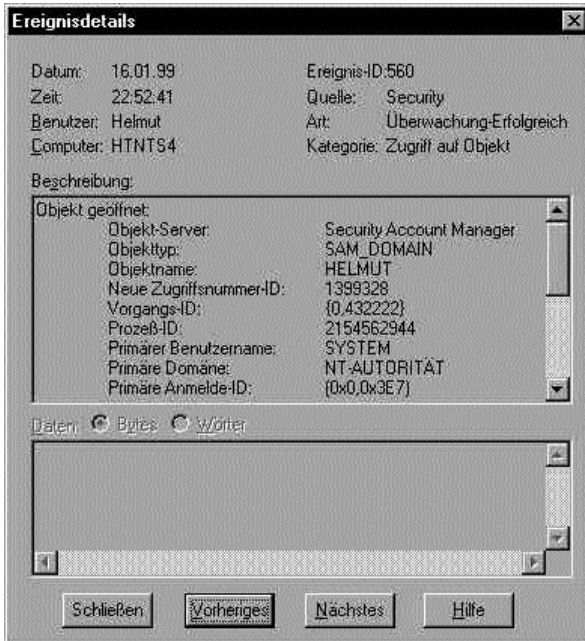 Ereignisdetails
Datum: 16.01.99 Ereignis-ID:560
Zeit: 22:52:41 Quelle: Security
Benutzer: Helmut Art: Überwachung-Erfolgreich
Computer: HTNTS4 Kategorie: Zugriff auf Objekt
Beschreibung:
Objekt geöffnet:
Objekt-Server: Security Account Manager
Objekttyp: SAM_DOMAIN
Objektname: HELMUT
Neue Zugriffsnummer-ID: 1399328
Vorgangs-ID: {0,432222}
Prozeß-ID: 2154562944
Primärer Benutzername: SYSTEM
Primäre Domäne: NT-AUTORITÄT
Primäre Anmelde-ID: (0x0,0x3E7)
Daten: Bytes Wörter
Schließen Vorheriges Nächstes Hilfe